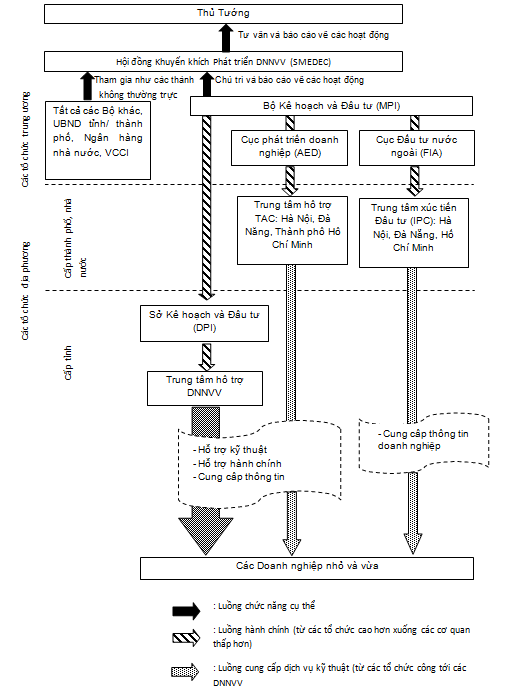 Thủ Tướng
Tư vấn và báo cáo về các hoạt động
Hội đồng Khuyến khích Phát triển DNNVV (SMEDEC)
Tham gia như các thành
không thường trực
Chủ trì và báo cáo về các hoạt động
Các tổ chức trung ương
Tất cả các Bộ khác,
UBND tỉnh/ thành
phố, Ngân hàng
nhà nước, VCCI
Bộ Kế hoạch và Đầu tư (MPI)
Cục phát triển doanh
nghiệp (AED)
Cục Đầu tư nước
ngoài (FIA)
Các tổ chức địa phương
Cấp thành phố, nhà
nước
Trung tâm hỗ trợ
TAC: Hà Nội, Đà
Nẵng, Thành phố Hồ
Chí Minh
Trung tâm xúc tiến
Đầu tư (IPC): Hà
Nội, Đà Nẵng, Hồ
Chí Minh
Cấp tỉnh
Sở Kế hoạch và Đầu tư
(DPI)
Trung tâm hỗ trợ
DNNVV
- Hỗ trợ kỹ thuật
- Hỗ trợ hành chính
- Cung cấp thông tin
- Cung cấp thông tin
doanh nghiệp
Các Doanh nghiệp nhỏ và vừa
: Luồng chức năng cụ thể
: Luồng hành chính (từ các tổ chức cao hơn xuống các cơ quan
thấp hơn)
: Luồng cung cấp dịch vụ kỹ thuật (từ các tổ chức công tới các
DNNVV